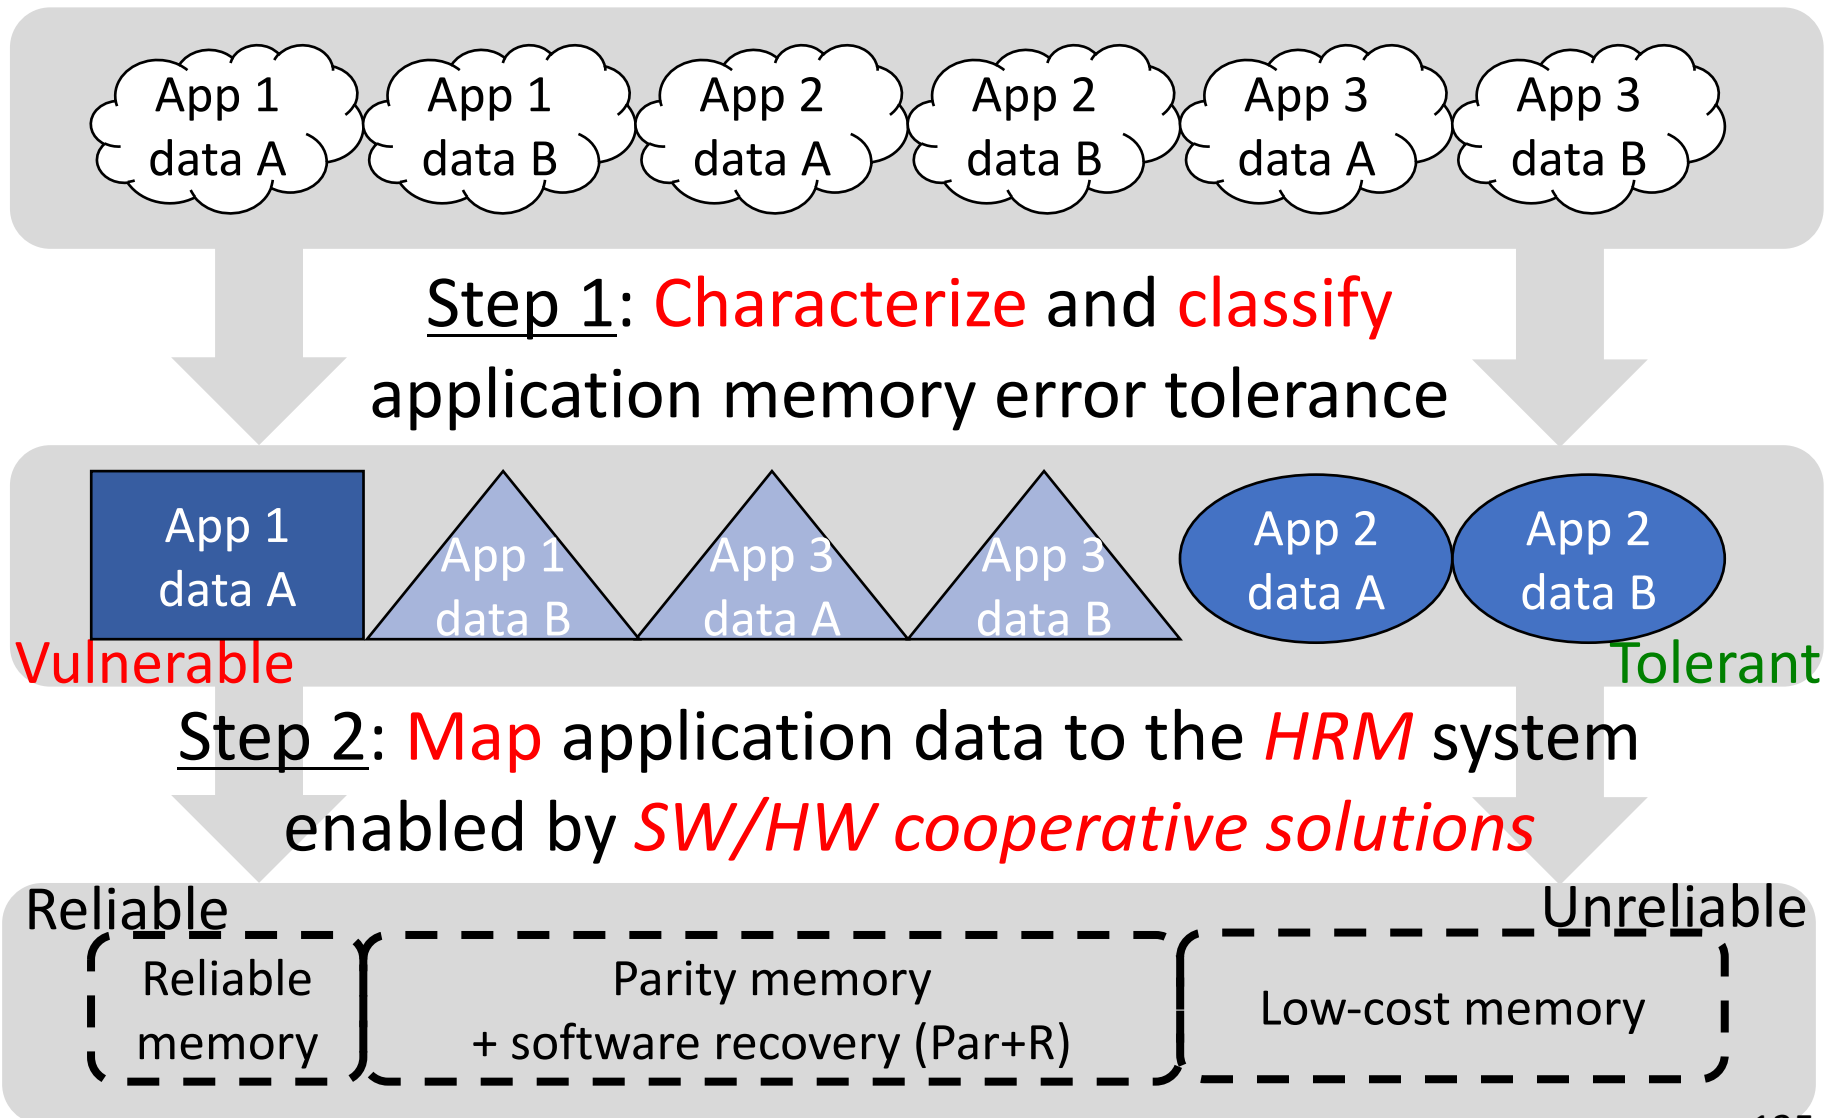 App 1
data A
App 1
data B
App 2
data A
App 2
data B
App 3
data A
App 3
data B
Step 1: Characterize and classify
application memory error tolerance
App 1
data A
App 1
data B
App 3
data A
App 3
data B
App 2
data A
App 2
data B
Vulnerable
Tolerant
Step 2: Map application data to the HRM system
enabled by SW/HW cooperative solutions
Reliable
Unreliable
Reliable
memory
Parity memory
+ software recovery (Par+R)
Low-cost memory